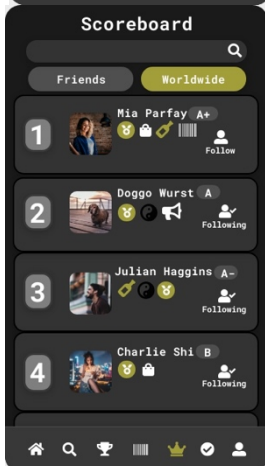 Scoreboard
Friends Worldwide
1 Mia Parfay A+
Follow
2 Doggo Wurst A
Following
3 Julian Haggins A-
Following
4 Charlie Shi B
Following